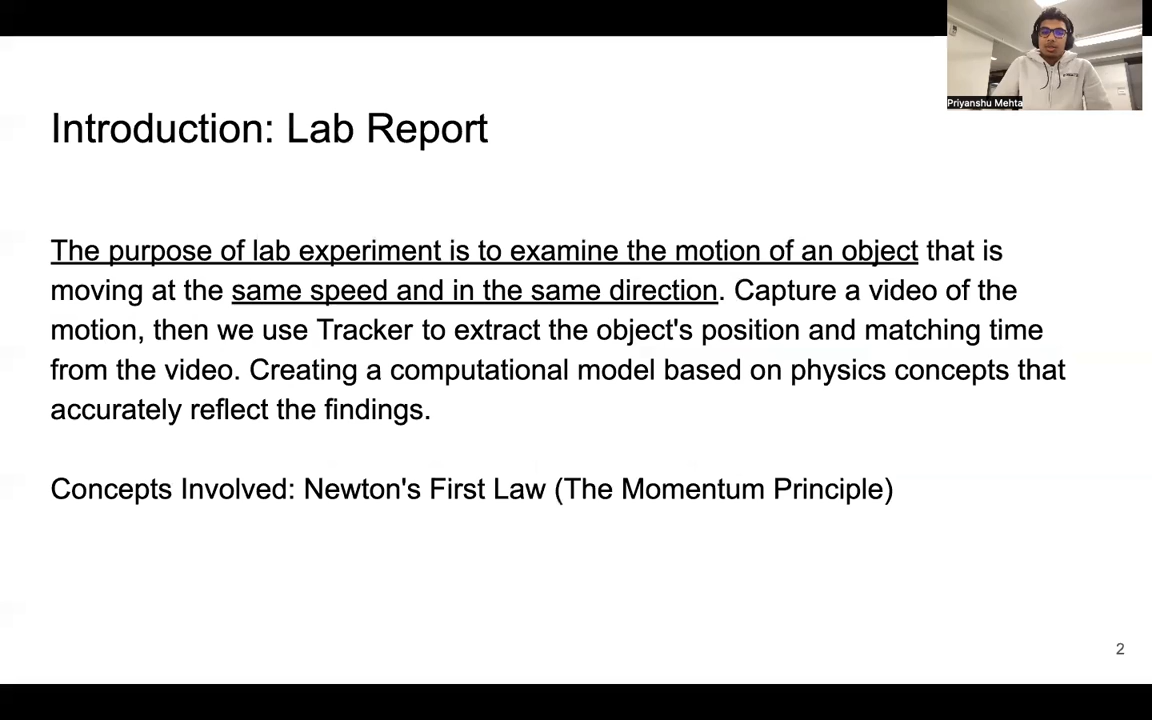 Priyanshu Mehta
Introduction: Lab Report
The purpose of lab experiment is to examine the motion of an object that is
moving at the same speed and in the same direction. Capture a video of the
motion, then we use Tracker to extract the object's position and matching time
from the video. Creating a computational model based on physics concepts that
accurately reflect the findings.
Concepts Involved: Newton's First Law (The Momentum Principle)
2